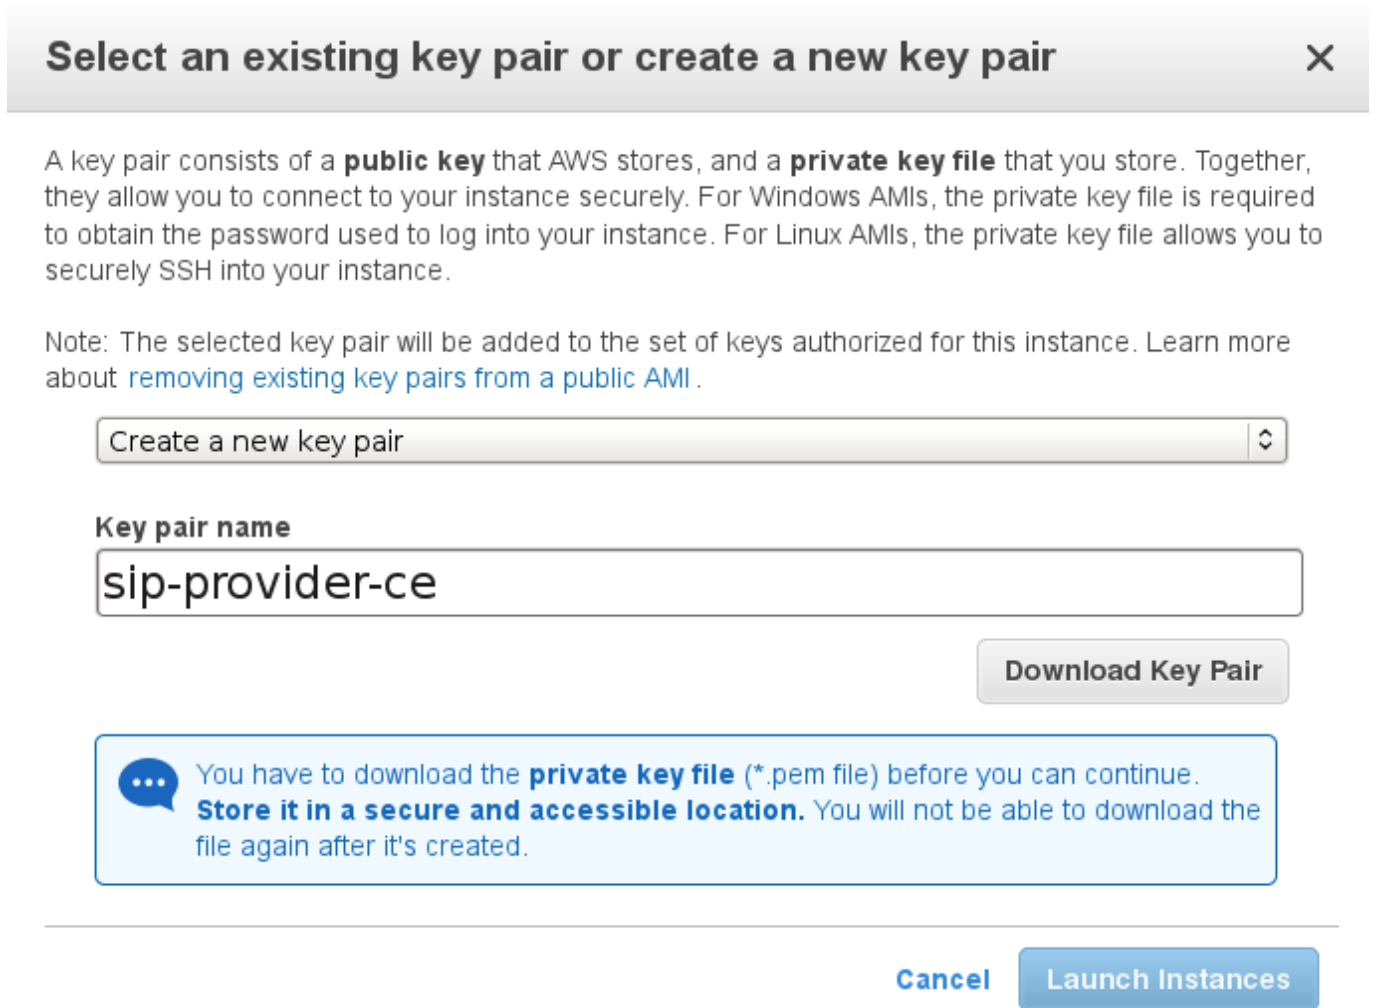 Select an existing key pair or create a new key pair
A key pair consists of a public key that AWS stores, and a private key file that you store. Together,
they allow you to connect to your instance securely. For Windows AMIs, the private key file is required
to obtain the password used to log into your instance. For Linux AMIs, the private key file allows you to
securely SSH into your instance.
Note: The selected key pair will be added to the set of keys authorized for this instance. Learn more
about removing existing key pairs from a public AMI.
Create a new key pair
Key pair name
sip-provider-ce
Download Key Pair
You have to download the private key file (*.pem file) before you can continue.
Store it in a secure and accessible location. You will not be able to download the
file again after it's created.
Cancel Launch Instances